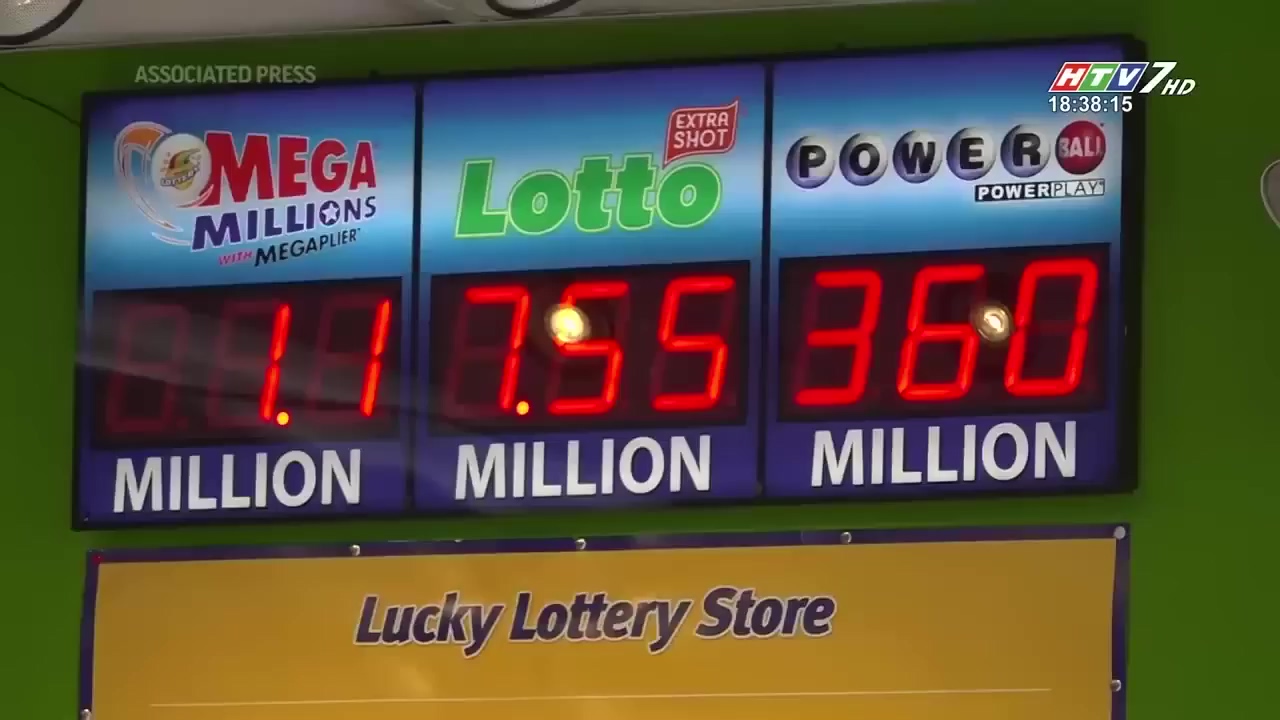 ASSOCIATED PRESS
HTV7 HD
18:38:15
MEGA
MILLIONS
WITH MEGAPLIER
1.1
MILLION
EXTRA
SHOT
Lotto
7.55
MILLION
POWERBALL
POWERPLAY
360
MILLION
Lucky Lottery Store